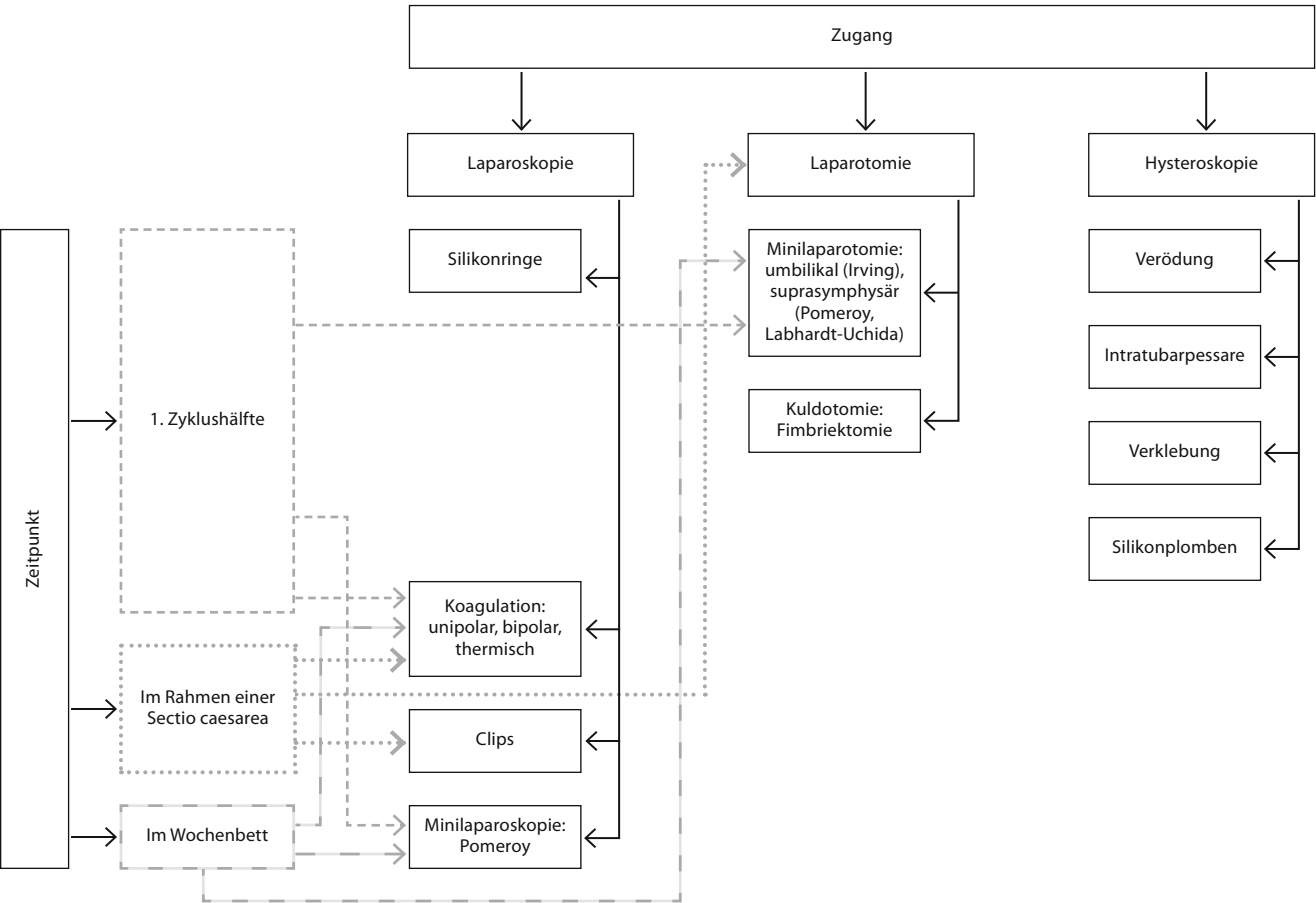 Zugang
Laparoskopie
Laparotomie
Hysteroskopie
Silikonringe
Minilaparotomie:
umbilikal (Irving),
suprasymphysär
(Pomeroy,
Labhardt-Uchida)
Verödung
Intratubarpessare
1. Zyklushälfte
Kuldotomie:
Fimbriektomie
Verklebung
Zeitpunkt
Silikonplomben
Koagulation:
unipolar, bipolar,
thermisch
Im Rahmen einer
Sectio caesarea
Clips
Im Wochenbett
Minilaparoskopie:
Pomeroy